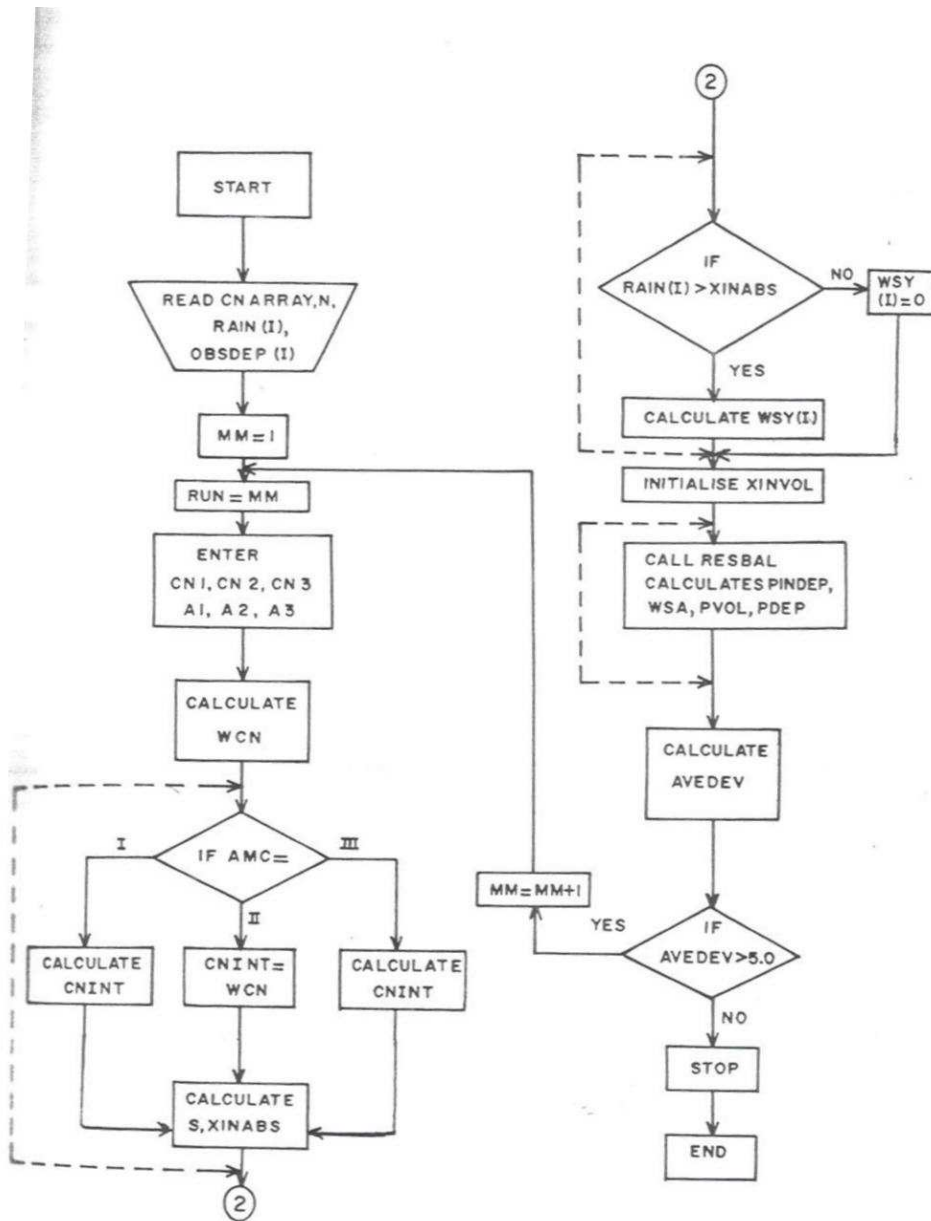 START
READ CN ARRAY, N,
RAIN (I),
OBSDEP (I)
MM = 1
RUN = MM
ENTER
CN 1, CN 2, CN 3
A 1, A 2, A 3
CALCULATE
WCN
IF AMC =
I
II
III
CALCULATE
CNINT
CNINT =
WCN
CALCULATE
CNINT
CALCULATE
S, XINABS
2
2
IF
RAIN(I) > XINABS
NO
WSY
(I) = 0
YES
CALCULATE WSY(I)
INITIALISE XINVOL
CALL RESBAL
CALCULATES PINDEP,
WSA, PVOL, PDEP
CALCULATE
AVEDEV
IF
AVEDEV > 5.0
YES
MM = MM + 1
NO
STOP
END